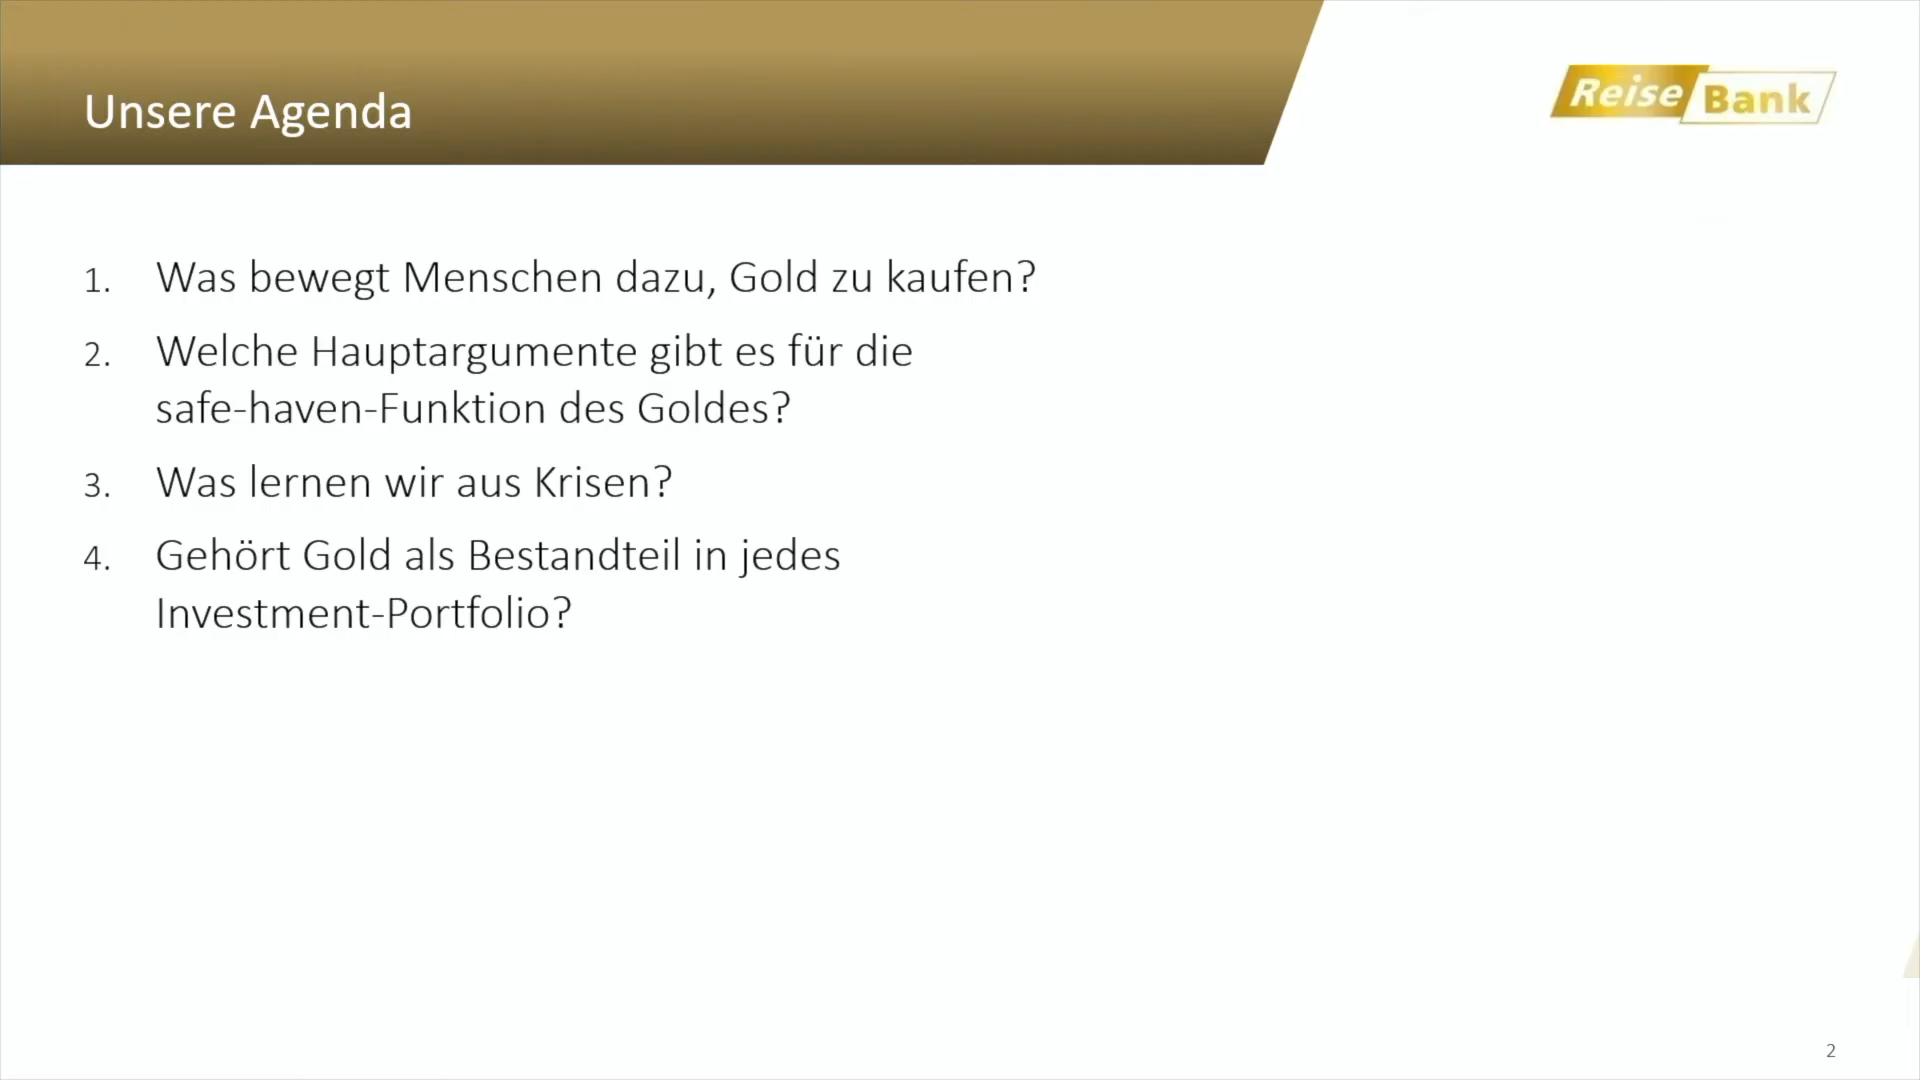 Unsere Agenda
Reise Bank
1. Was bewegt Menschen dazu, Gold zu kaufen?
2. Welche Hauptargumente gibt es für die
safe-haven-Funktion des Goldes?
3. Was lernen wir aus Krisen?
4. Gehört Gold als Bestandteil in jedes
Investment-Portfolio?
2